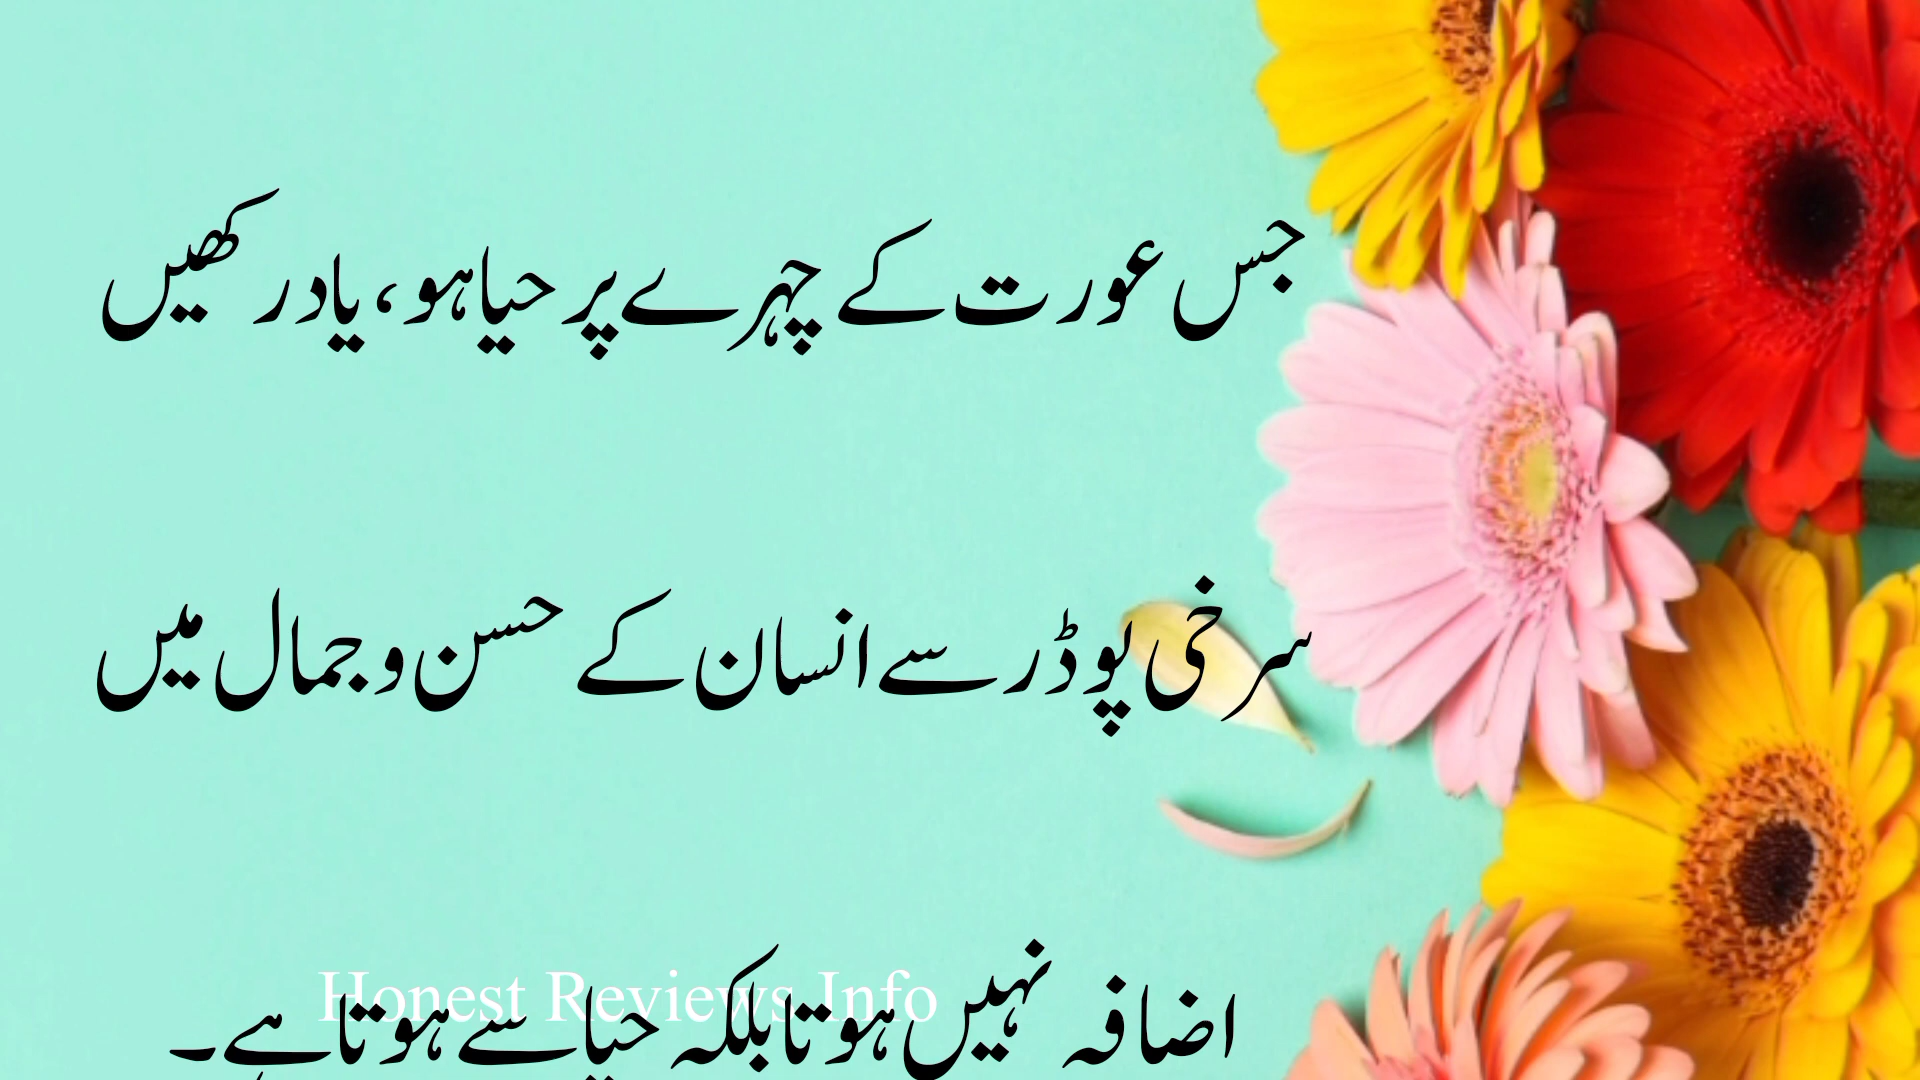 جس عورت کے چہرے پر حیا ہو، یاد رکھیں
سرخی پوڈر سے انسان کے حسن و جمال میں
اضافہ نہیں ہوتا بلکہ حیا سے ہوتا ہے۔
Honest Reviews Info